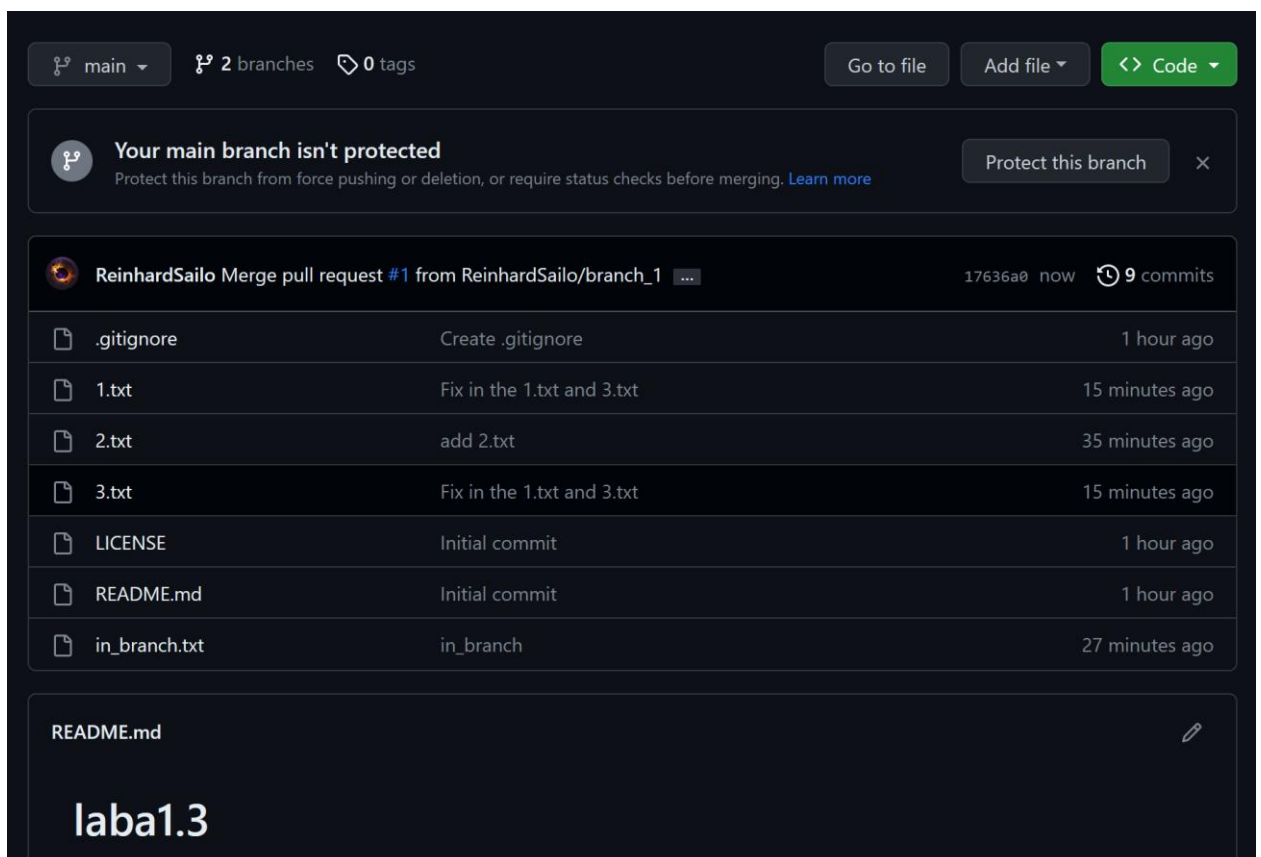 main 2 branches 0 tags Go to file Add file <> Code
Your main branch isn't protected
Protect this branch from force pushing or deletion, or require status checks before merging. Learn more
Protect this branch
ReinhardSailo Merge pull request #1 from ReinhardSailo/branch_1 ... 17636a0 now 9 commits
.gitignore Create .gitignore 1 hour ago
1.txt Fix in the 1.txt and 3.txt 15 minutes ago
2.txt add 2.txt 35 minutes ago
3.txt Fix in the 1.txt and 3.txt 15 minutes ago
LICENSE Initial commit 1 hour ago
README.md Initial commit 1 hour ago
in_branch.txt in_branch 27 minutes ago
README.md
laba1.3